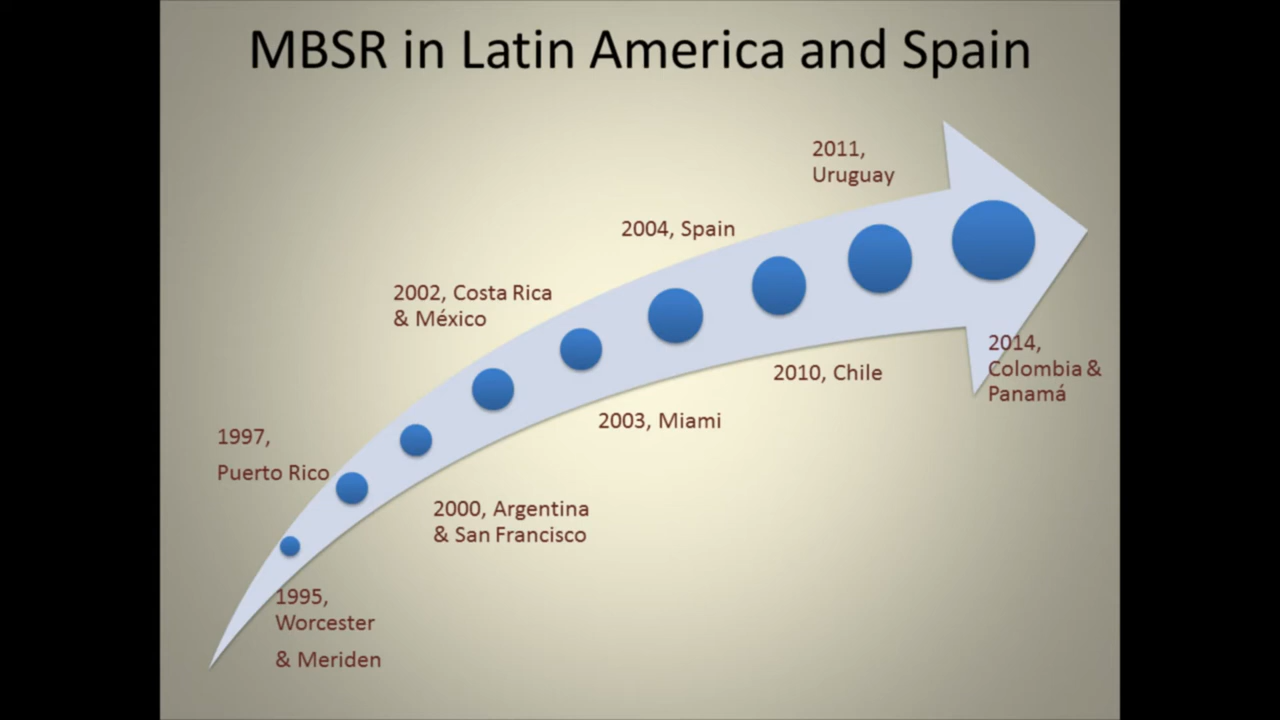 MBSR in Latin America and Spain
1995,
Worcester
& Meriden
1997,
Puerto Rico
2000, Argentina
& San Francisco
2002, Costa Rica
& México
2003, Miami
2004, Spain
2010, Chile
2011,
Uruguay
2014,
Colombia &
Panamá